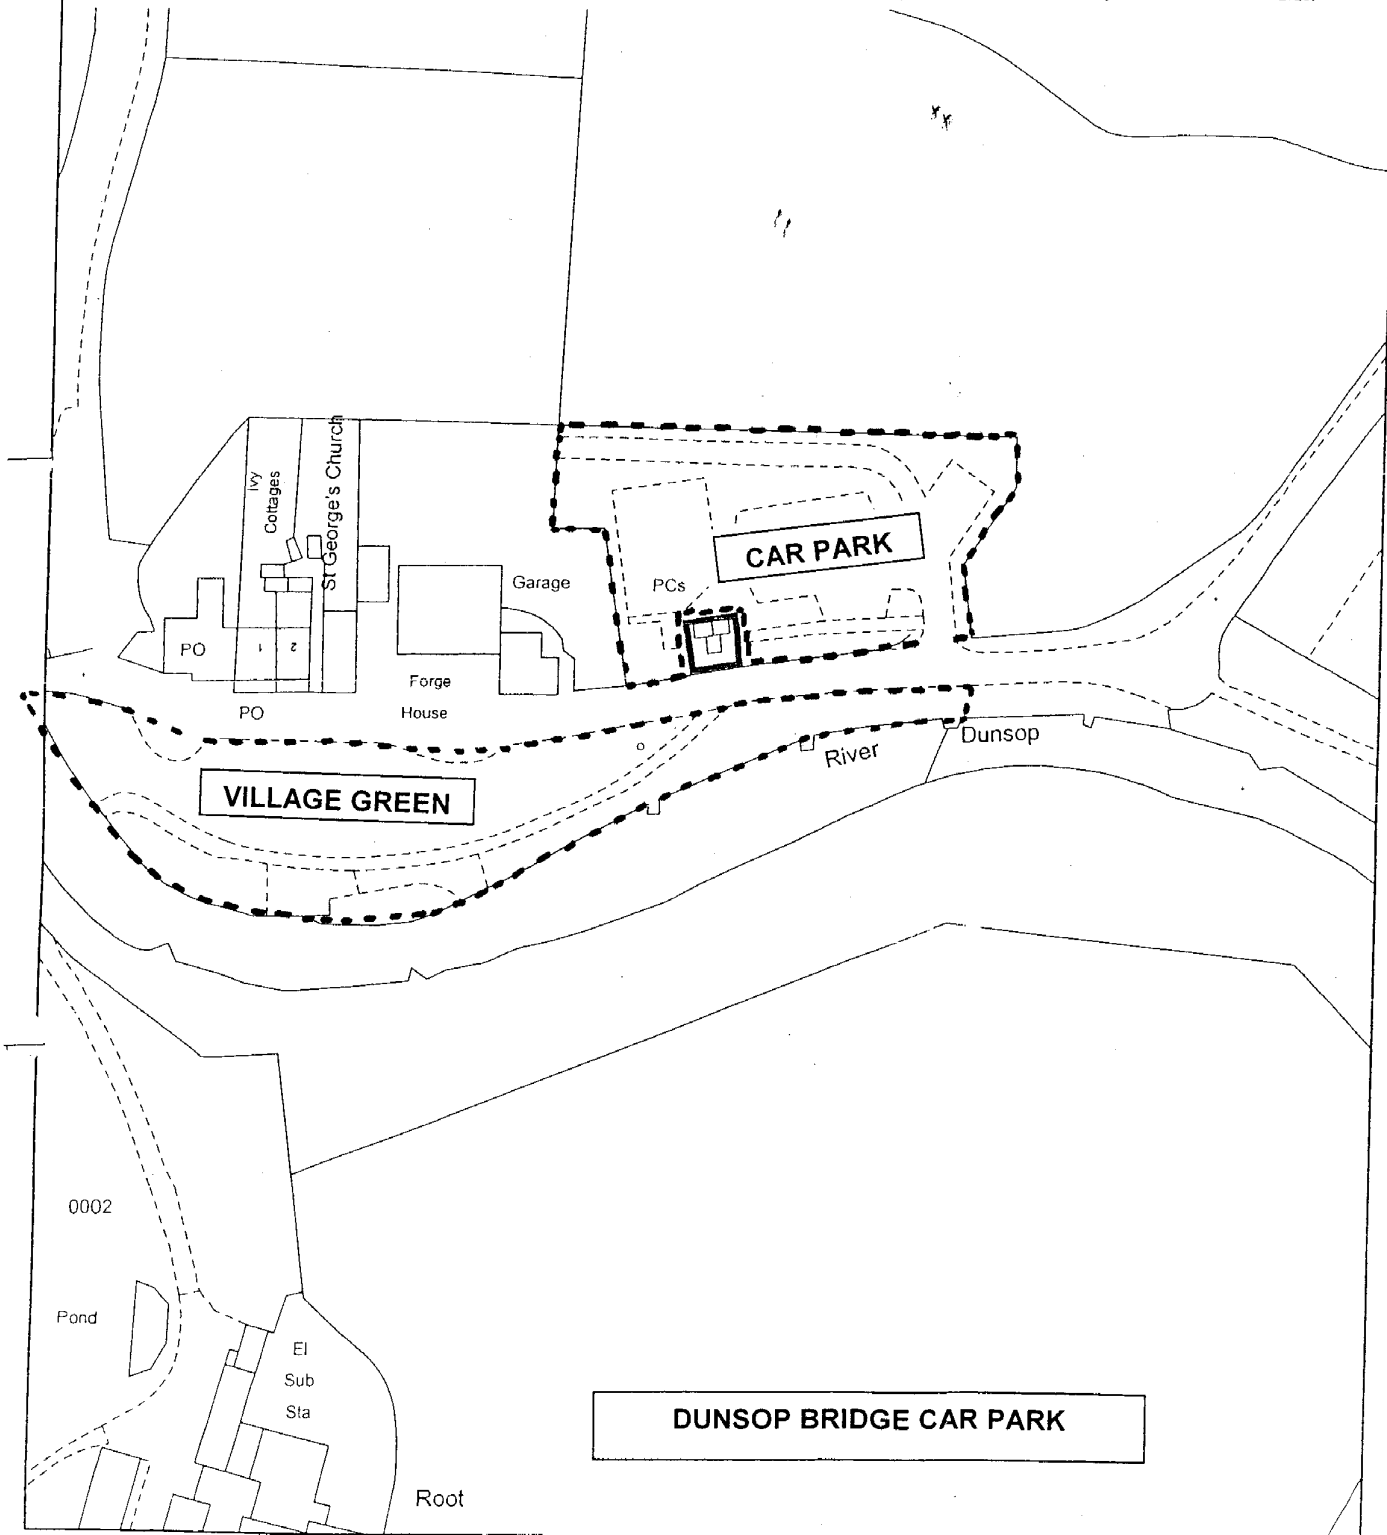 Ivy
Cottages
St George's Church
Garage
PCs
CAR PARK
PO
1
2
Forge
House
PO
River
Dunsop
VILLAGE GREEN
0002
Pond
El
Sub
Sta
DUNSOP BRIDGE CAR PARK
Root